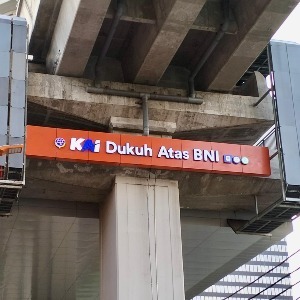 KAI Dukuh Atas BNI